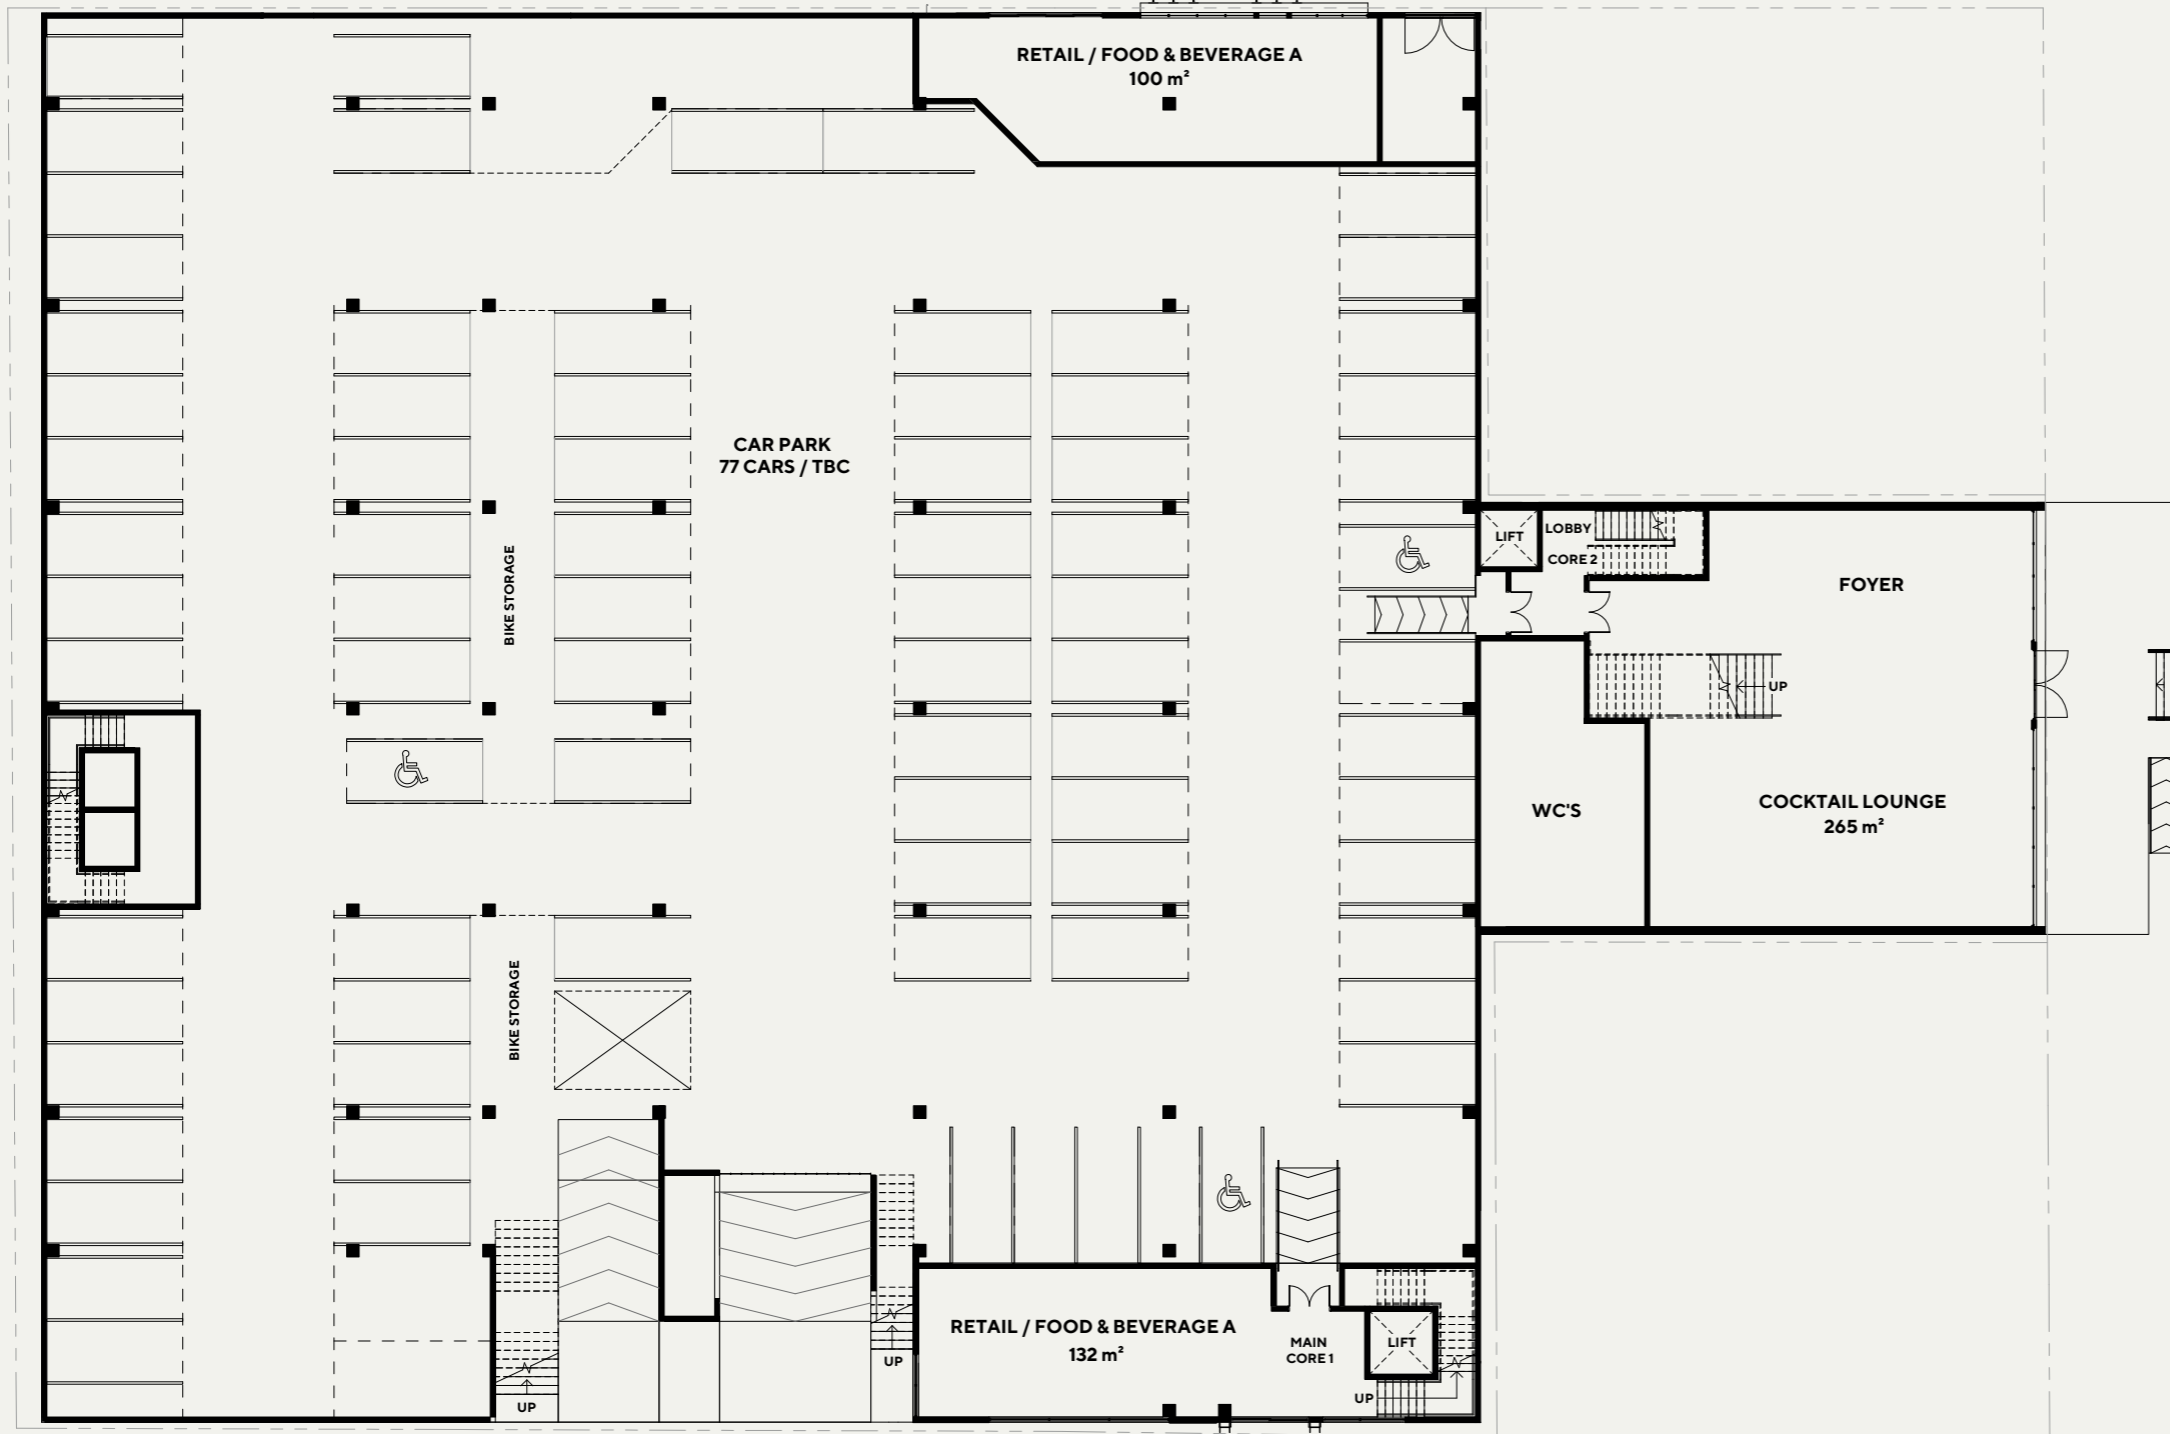 RETAIL / FOOD & BEVERAGE A
100 m²
CAR PARK
77 CARS / TBC
BIKE STORAGE
LIFT
LOBBY
CORE 2
FOYER
UP
WC'S
COCKTAIL LOUNGE
265 m²
BIKE STORAGE
RETAIL / FOOD & BEVERAGE A
132 m²
MAIN
CORE 1
LIFT
UP
UP
UP